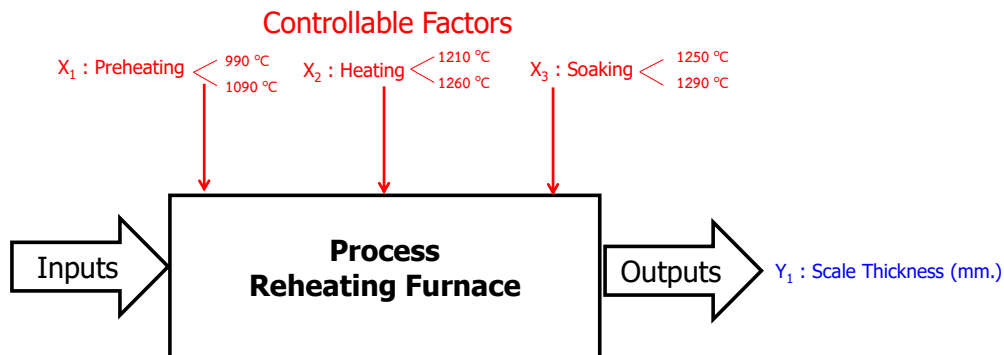 Controllable Factors
X₁ : Preheating
990 °C
1090 °C
X₂ : Heating
1210 °C
1260 °C
X₃ : Soaking
1250 °C
1290 °C
Inputs
Process
Reheating Furnace
Outputs
Y₁ : Scale Thickness (mm.)